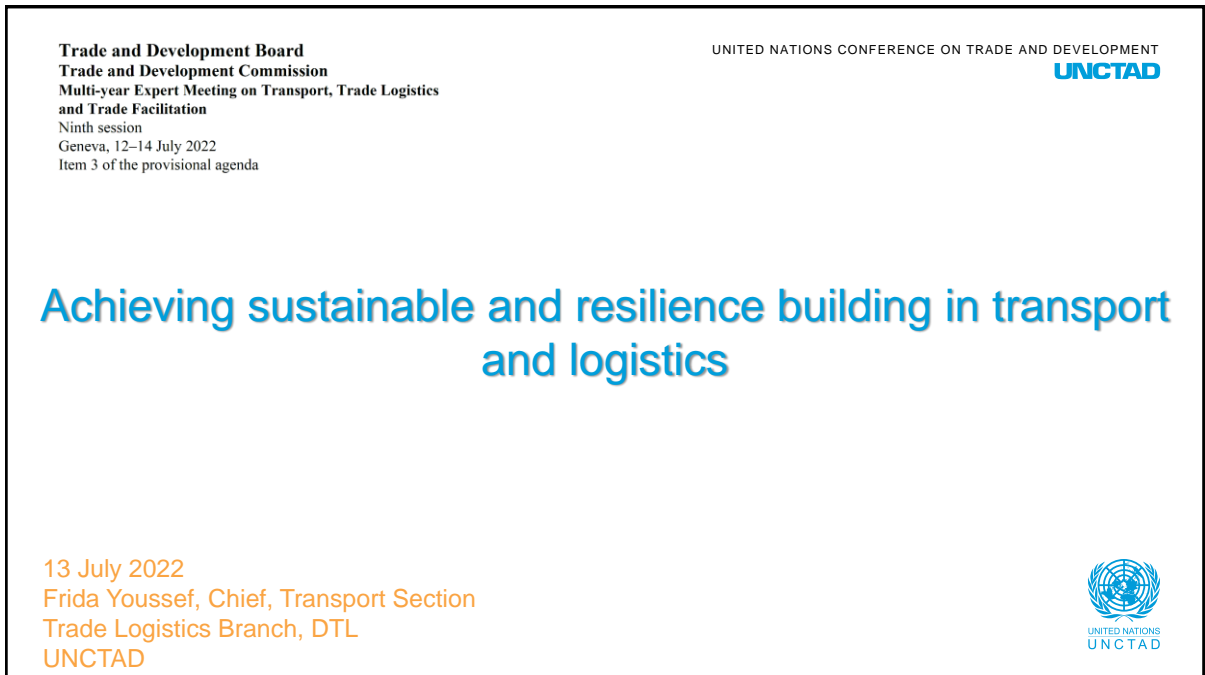 Trade and Development Board
Trade and Development Commission
Multi-year Expert Meeting on Transport, Trade Logistics
and Trade Facilitation
Ninth session
Geneva, 12–14 July 2022
Item 3 of the provisional agenda
UNITED NATIONS CONFERENCE ON TRADE AND DEVELOPMENT
UNCTAD
Achieving sustainable and resilience building in transport
and logistics
13 July 2022
Frida Youssef, Chief, Transport Section
Trade Logistics Branch, DTL
UNCTAD
UNITED NATIONS
UNCTAD